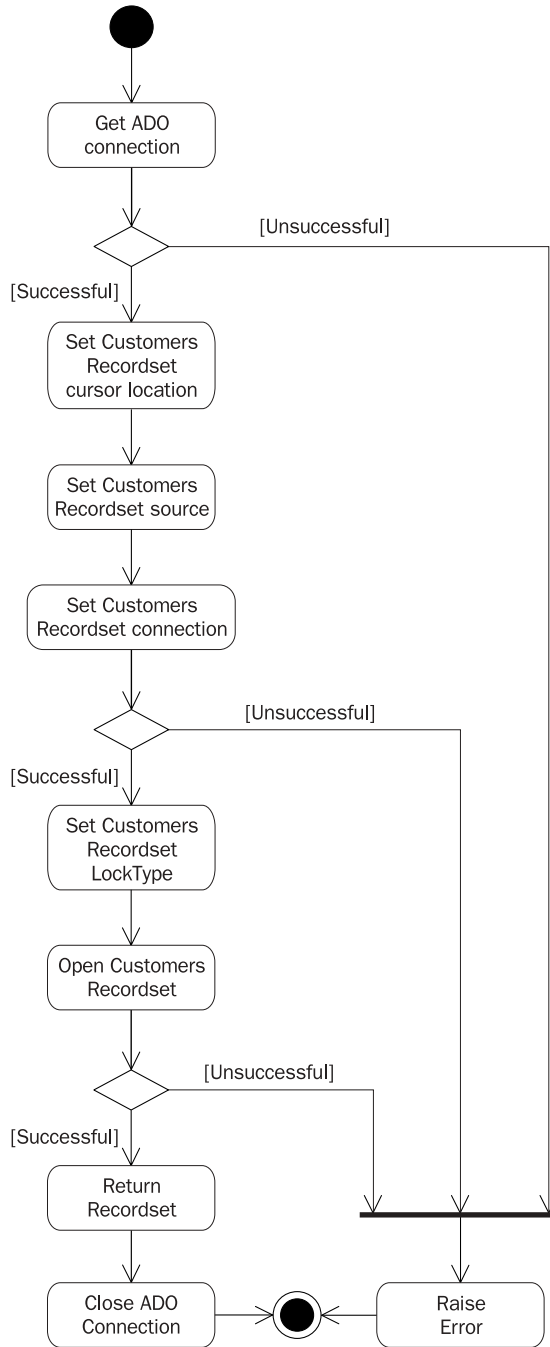 Get ADO
connection
[Unsuccessful]
[Successful]
Set Customers
Recordset
cursor location
Set Customers
Recordset source
Set Customers
Recordset connection
[Unsuccessful]
[Successful]
Set Customers
Recordset
LockType
Open Customers
Recordset
[Unsuccessful]
[Successful]
Return
Recordset
Close ADO
Connection
Raise
Error